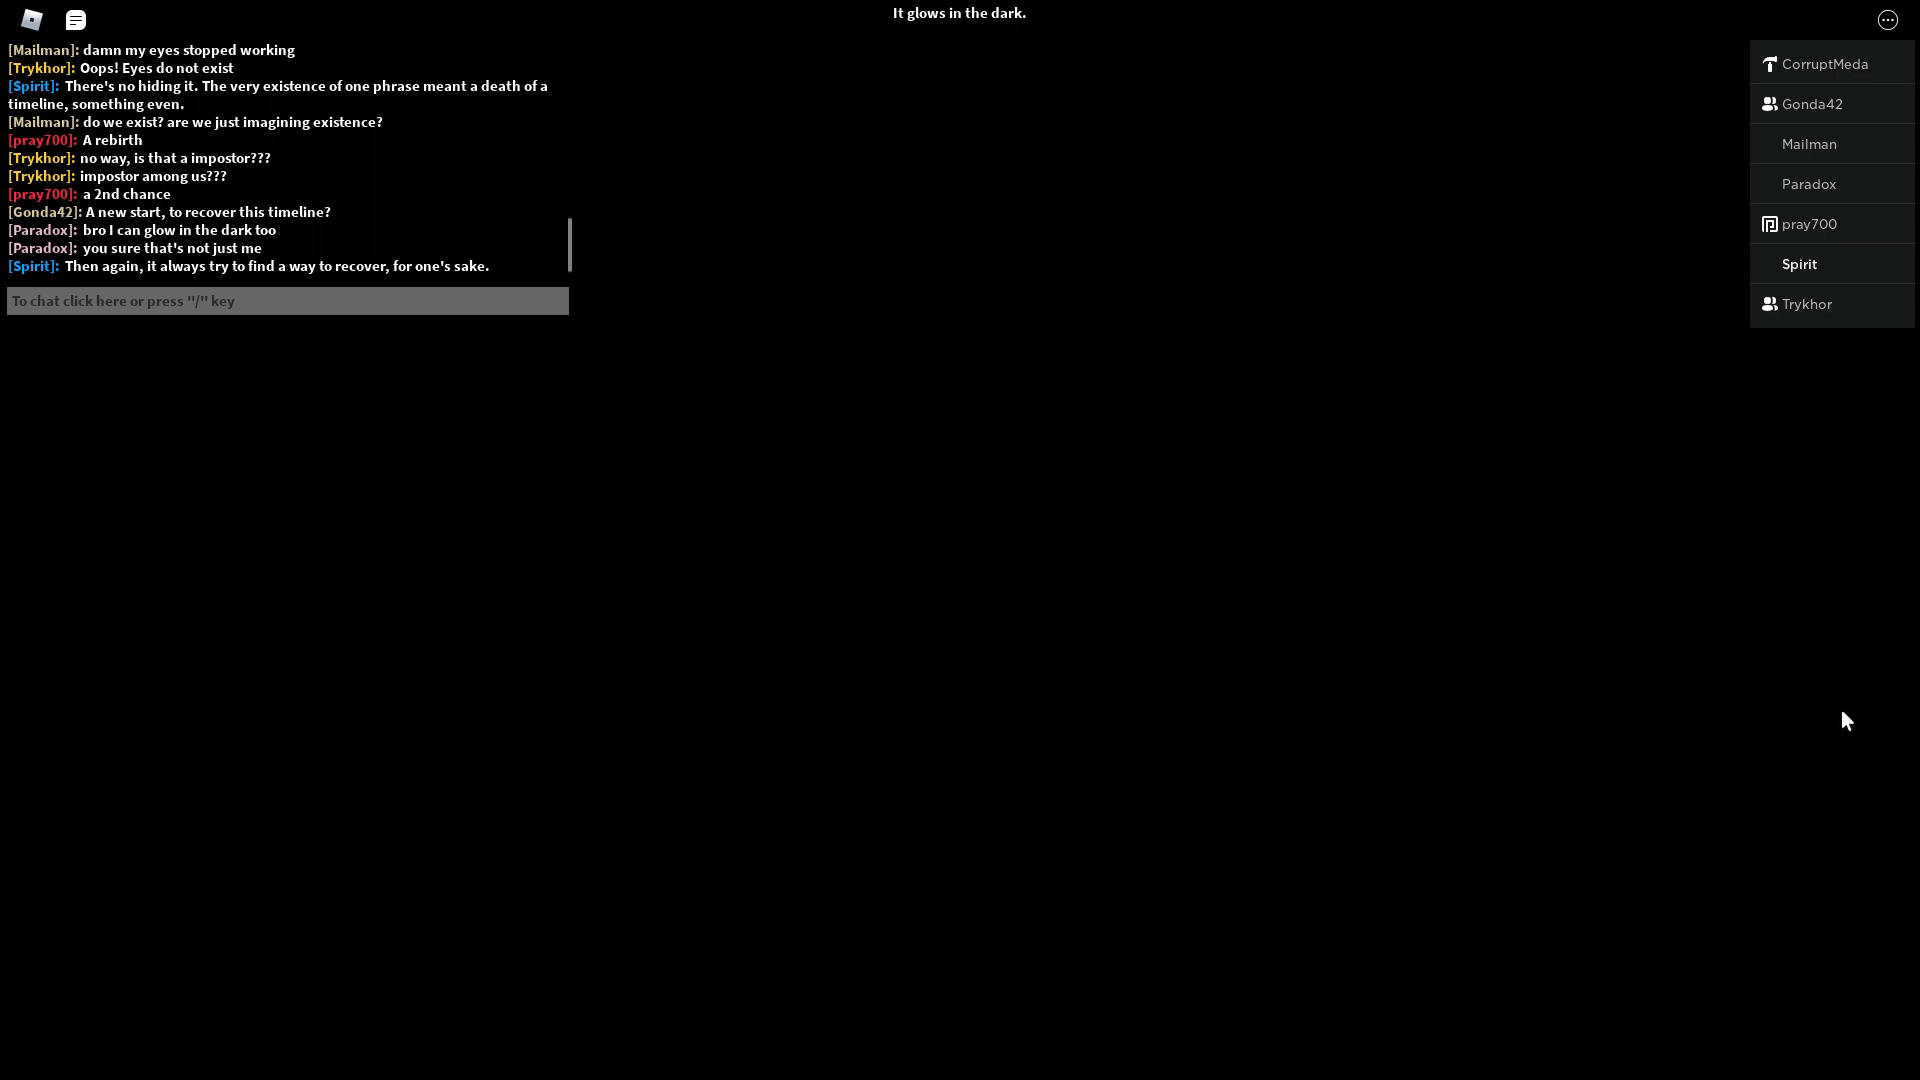 It glows in the dark.
[Mailman]: damn my eyes stopped working
[Trykhor]: Oops! Eyes do not exist
[Spirit]: There's no hiding it. The very existence of one phrase meant a death of a
timeline, something even.
[Mailman]: do we exist? are we just imagining existence?
[pray700]: A rebirth
[Trykhor]: no way, is that a impostor???
[Trykhor]: impostor among us???
[pray700]: a 2nd chance
[Gonda42]: A new start, to recover this timeline?
[Paradox]: bro I can glow in the dark too
[Paradox]: you sure that's not just me
[Spirit]: Then again, it always try to find a way to recover, for one's sake.
To chat click here or press "/" key
CorruptMeda
Gonda42
Mailman
Paradox
pray700
Spirit
Trykhor